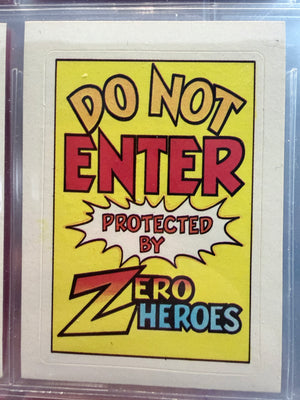 DO NOT
ENTER
PROTECTED
BY
ZERO
HEROES